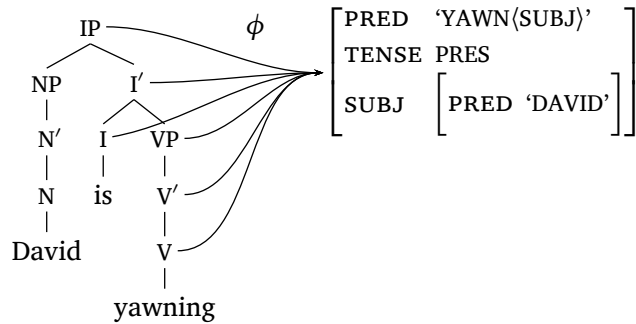 IP ϕ PRED ‘YAWN⟨SUBJ⟩’
TENSE PRES
NP I′
SUBJ PRED ‘DAVID’
N′ I VP
N is V′
David V
yawning